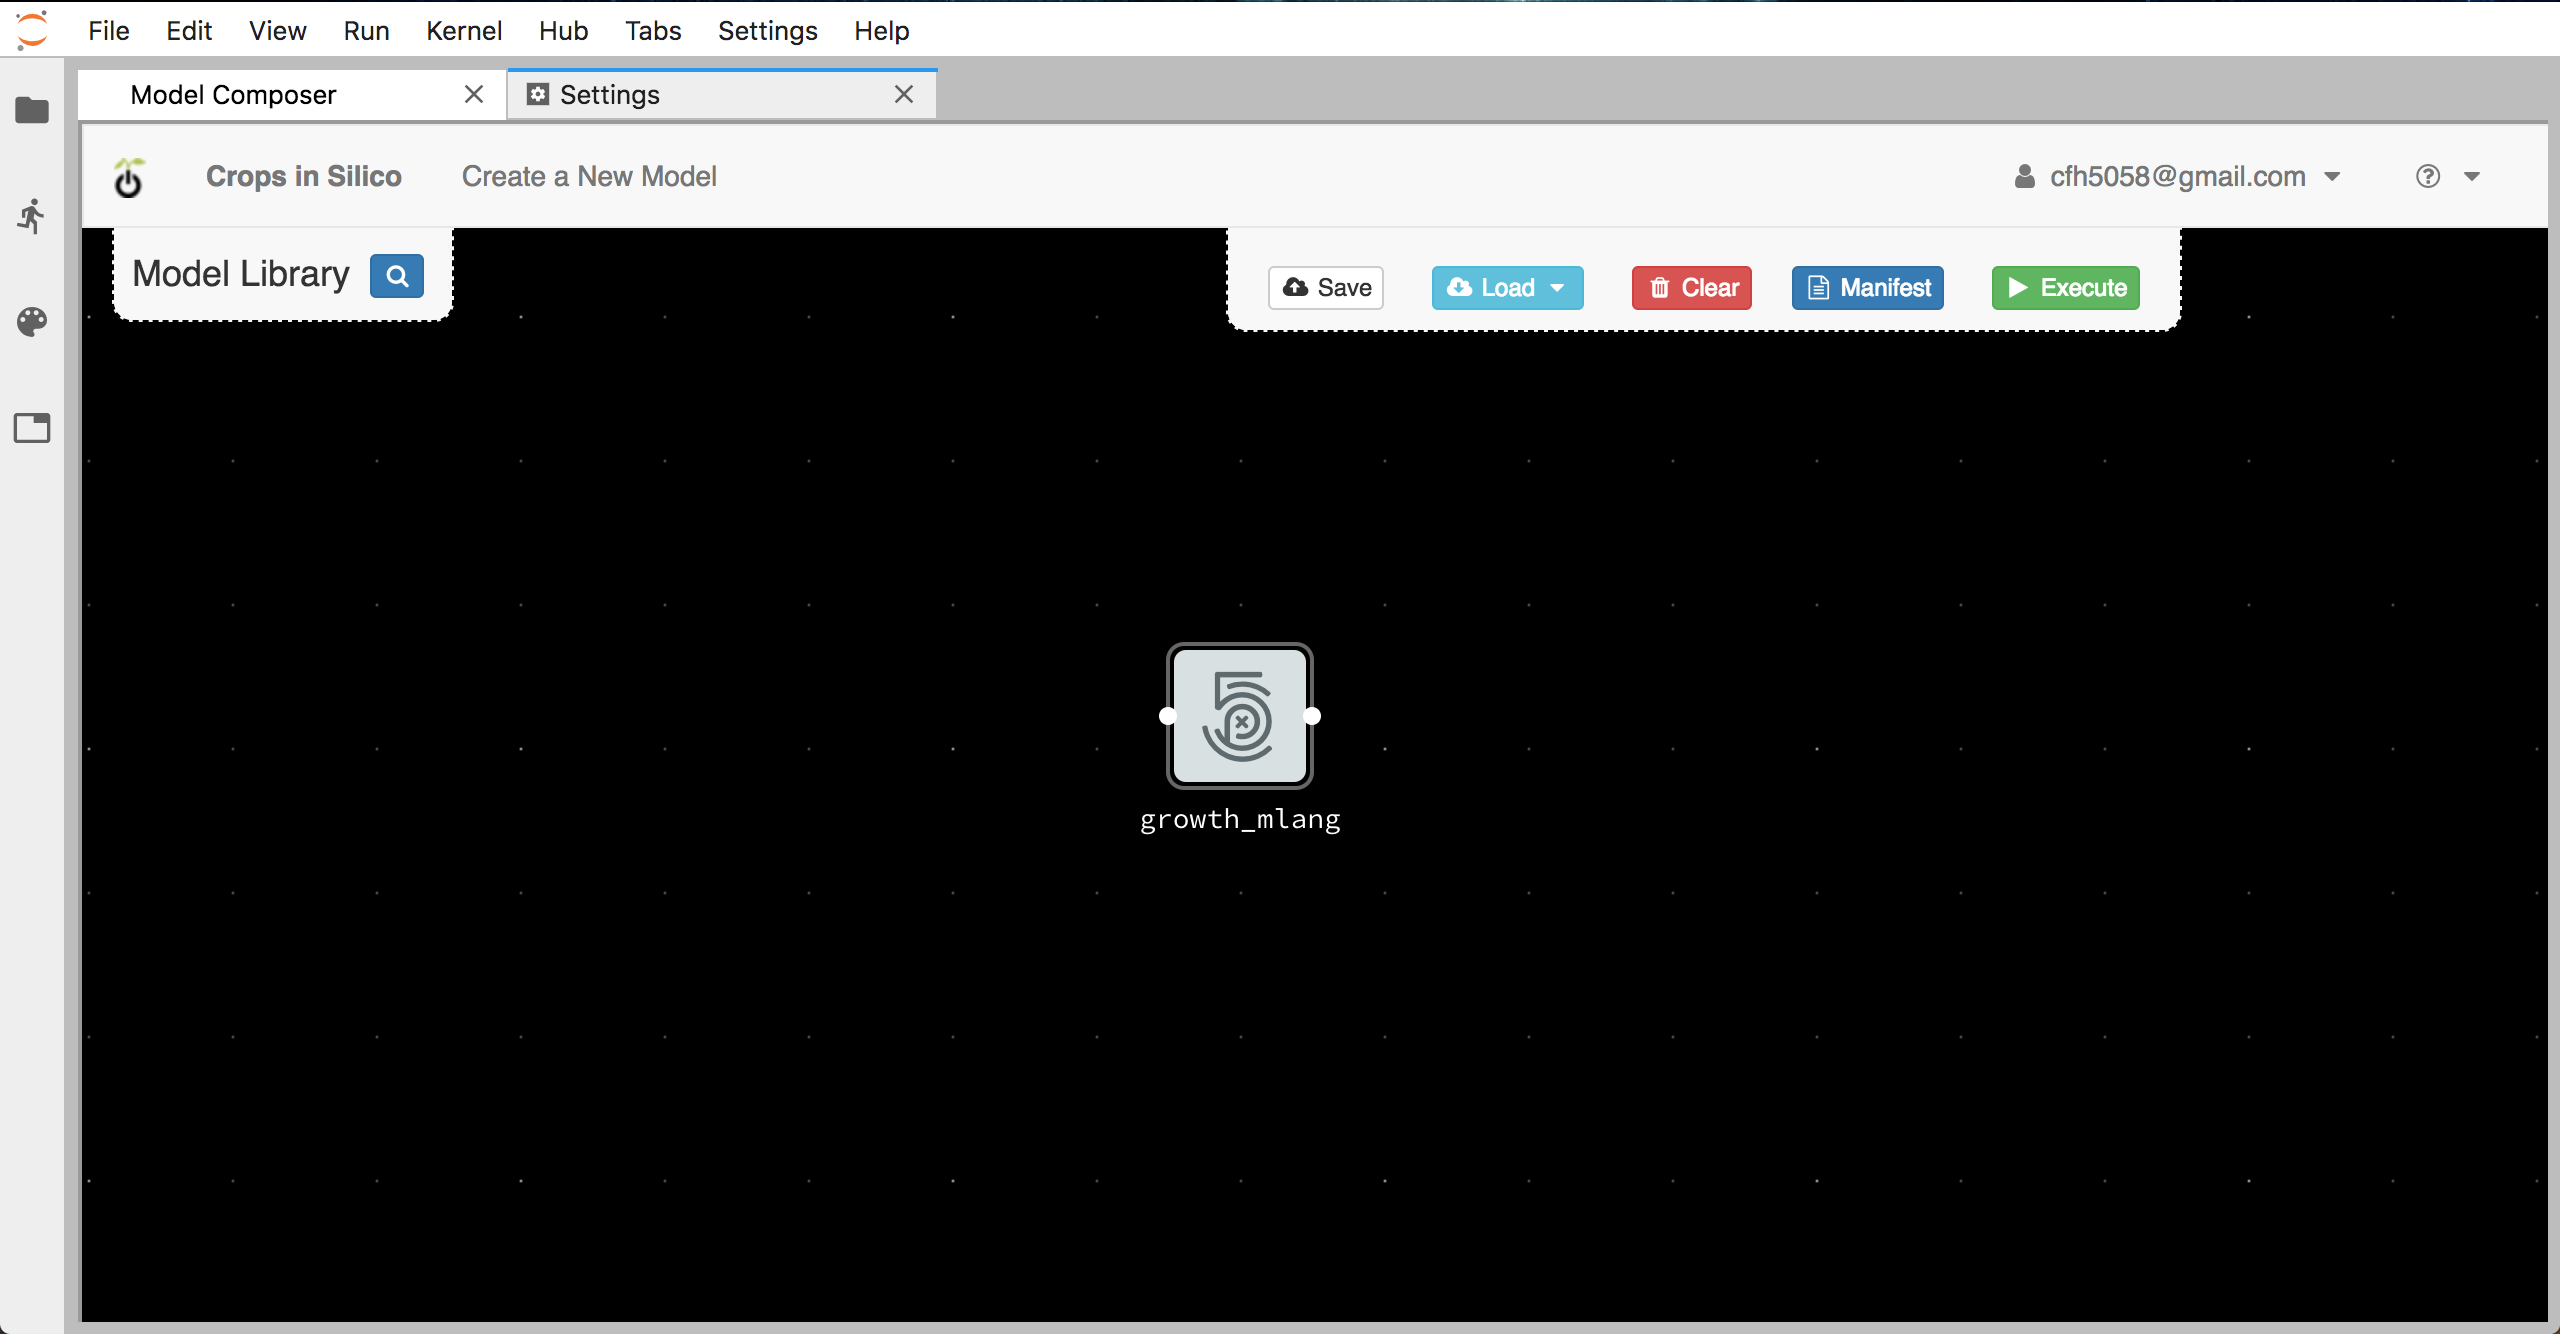 File Edit View Run Kernel Hub Tabs Settings Help
Model Composer Settings
Crops in Silico Create a New Model cfh5058@gmail.com
Model Library Save Load Clear Manifest Execute
growth_mlang